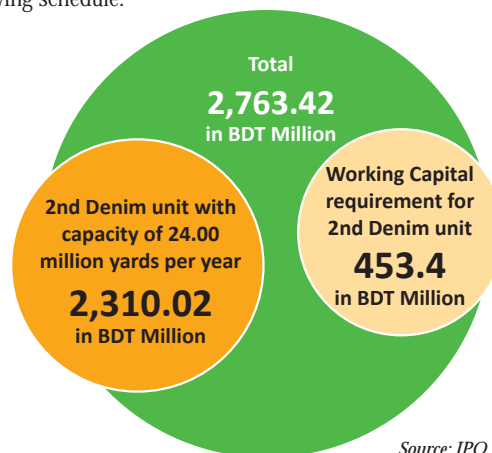 ving schedule.
Total
2,763.42
in BDT Million
2nd Denim unit with
capacity of 24.00
million yards per year
2,310.02
in BDT Million
Working Capital
requirement for
2nd Denim unit
453.4
in BDT Million
Source: IPO